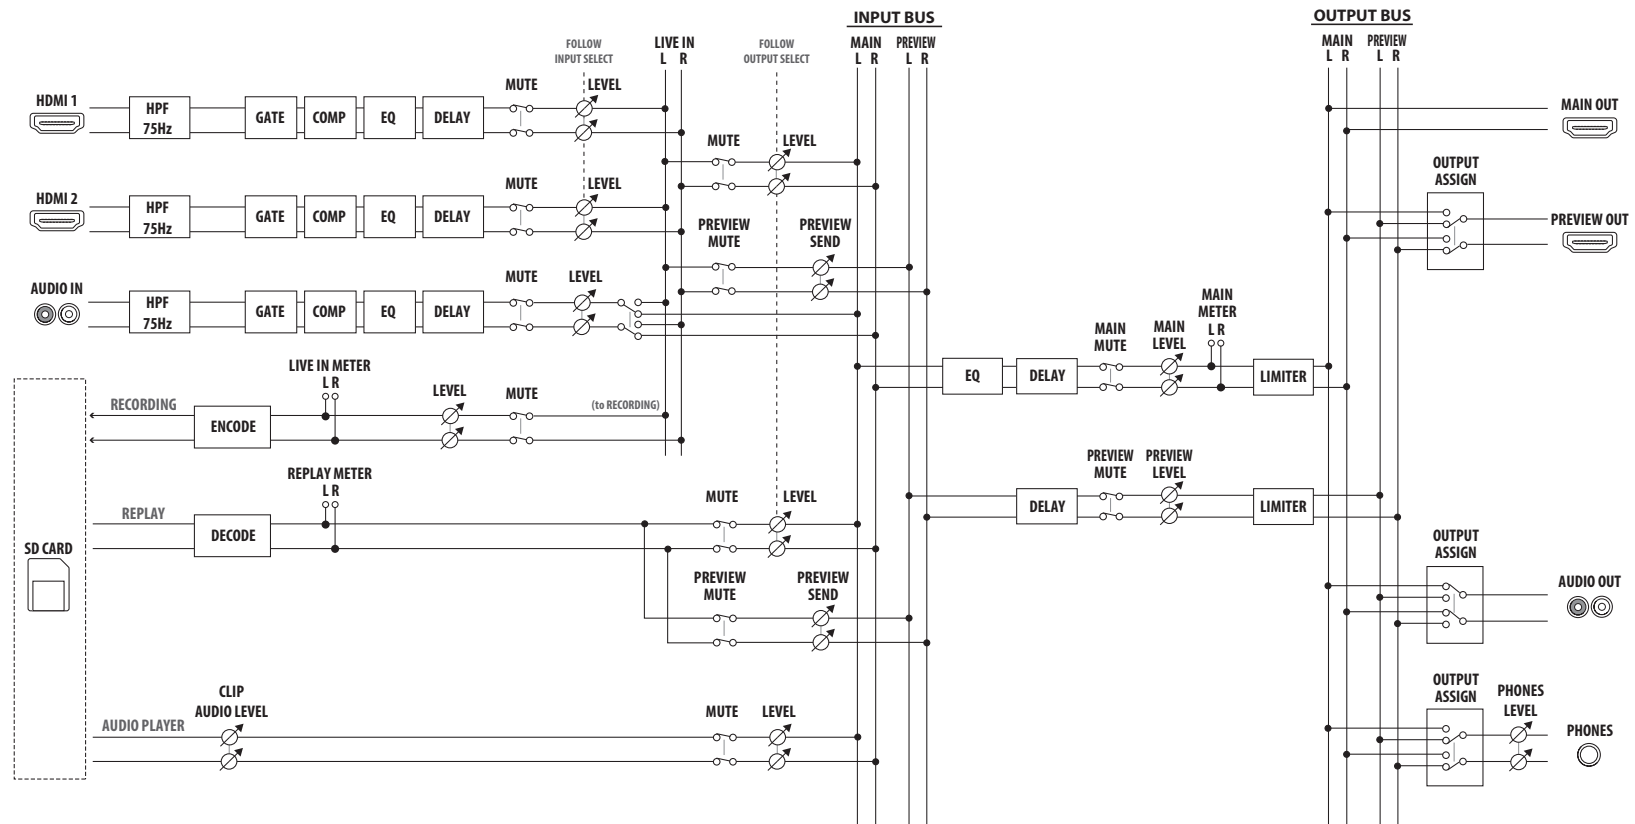 INPUT BUS
OUTPUT BUS
FOLLOW
INPUT SELECT
LIVE IN
L R
FOLLOW
OUTPUT SELECT
MAIN
L R
PREVIEW
L R
MAIN
L R
PREVIEW
L R
HDMI 1
HPF
75Hz
GATE
COMP
EQ
DELAY
MUTE
LEVEL
MUTE
LEVEL
MAIN OUT
HDMI 2
HPF
75Hz
GATE
COMP
EQ
DELAY
MUTE
LEVEL
PREVIEW
MUTE
PREVIEW
SEND
OUTPUT
ASSIGN
PREVIEW OUT
AUDIO IN
HPF
75Hz
GATE
COMP
EQ
DELAY
MUTE
LEVEL
EQ
DELAY
MAIN
MUTE
MAIN
LEVEL
MAIN
METER
L R
LIMITER
LIVE IN METER
L R
RECORDING
ENCODE
LEVEL
MUTE
(to RECORDING)
REPLAY METER
L R
REPLAY
DECODE
MUTE
LEVEL
DELAY
PREVIEW
MUTE
PREVIEW
LEVEL
LIMITER
SD CARD
PREVIEW
MUTE
PREVIEW
SEND
OUTPUT
ASSIGN
AUDIO OUT
CLIP
AUDIO LEVEL
AUDIO PLAYER
MUTE
LEVEL
OUTPUT
ASSIGN
PHONES
LEVEL
PHONES